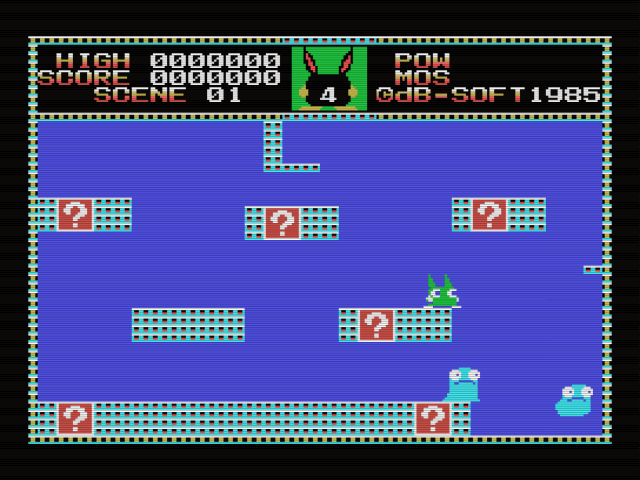 HIGH 0000000 POW
SCORE 0000000 MOS
SCENE 01 4 ©dB-SOFT1985
? ? ?
?
? ?